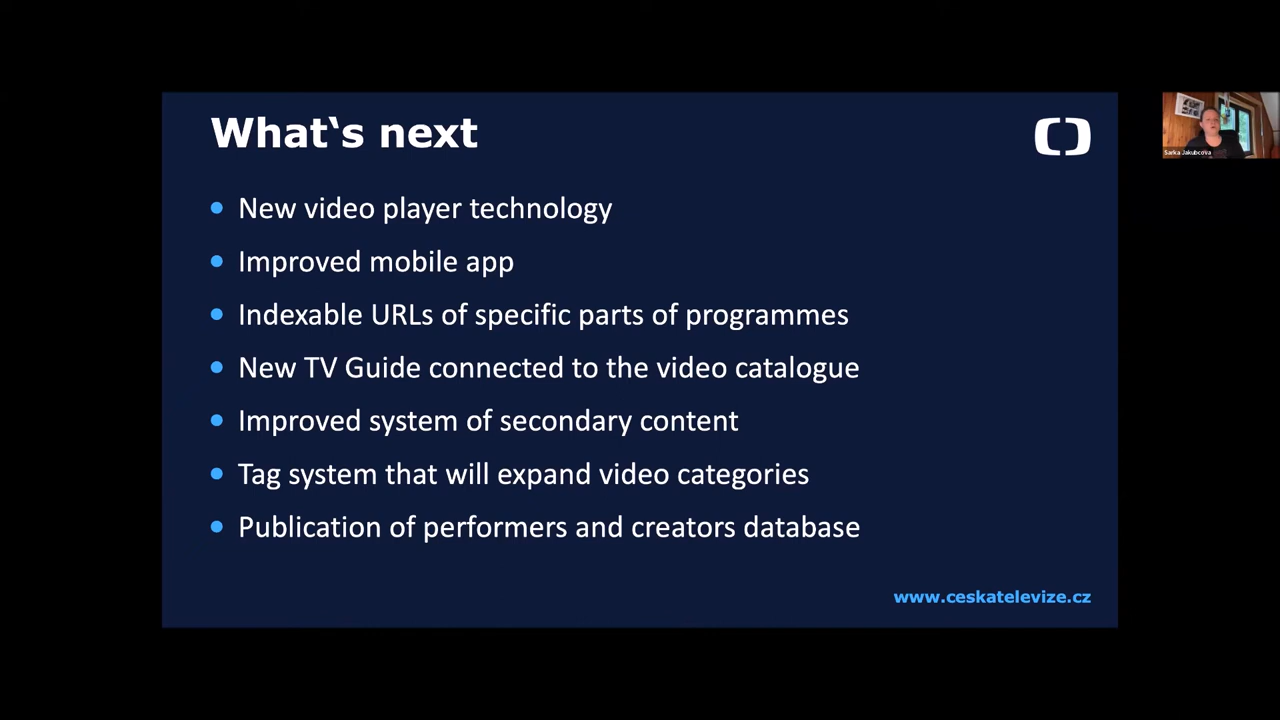 What‛s next
New video player technology
Improved mobile app
Indexable URLs of specific parts of programmes
New TV Guide connected to the video catalogue
Improved system of secondary content
Tag system that will expand video categories
Publication of performers and creators database
www.ceskatelevize.cz
Sarka Jakubcova